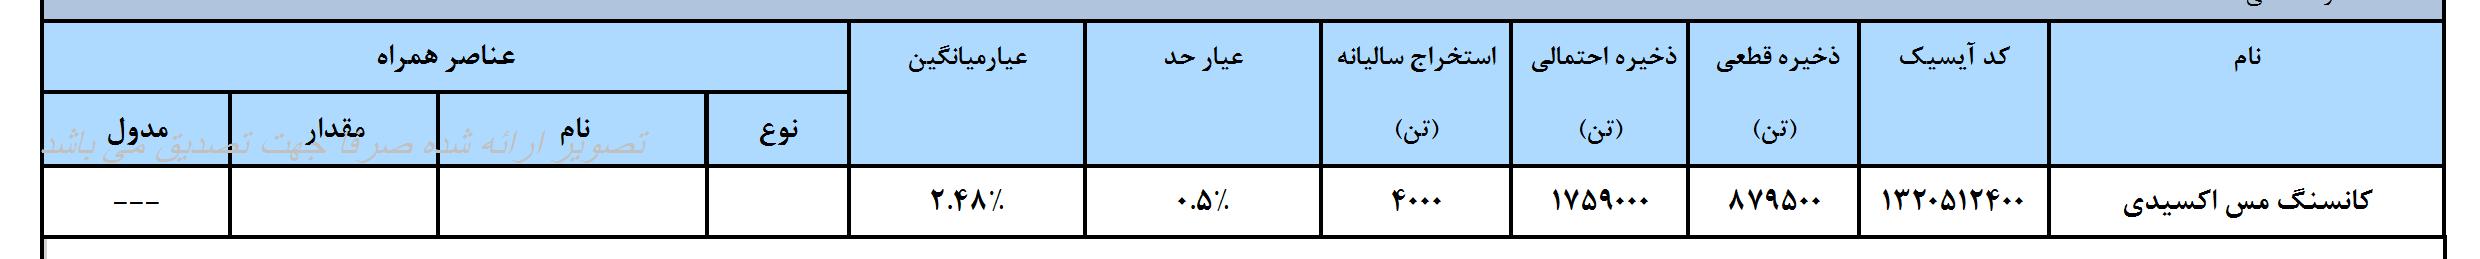 نام	کد آیسیک	ذخیره قطعی (تن)	ذخیره احتمالی (تن)	استخراج سالیانه (تن)	عیار حد	عیارمیانگین	عناصر همراه
نوع	نام	مقدار	مدول
تصویر ارائه شده صرفا جهت تصدیق می باشد
کانسنگ مس اکسیدی	۱۳۲۰۵۱۲۴۰۰	۸۷۹۵۰۰	۱۷۵۹۰۰۰	۴۰۰۰	۰.۵٪	۲.۴۸٪	---